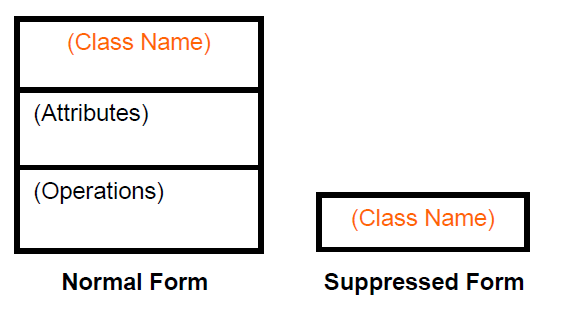 (Class Name)
(Attributes)
(Operations)
Normal Form
(Class Name)
Suppressed Form